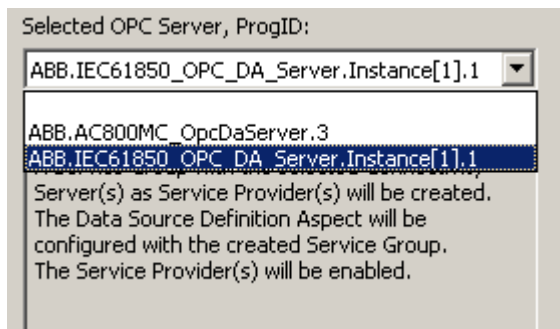 Selected OPC Server, ProgID:
ABB.IEC61850_OPC_DA_Server.Instance[1].1
ABB.AC800MC_OpcDaServer.3
ABB.IEC61850_OPC_DA_Server.Instance[1].1
Server(s) as Service Provider(s) will be created.
The Data Source Definition Aspect will be
configured with the created Service Group.
The Service Provider(s) will be enabled.